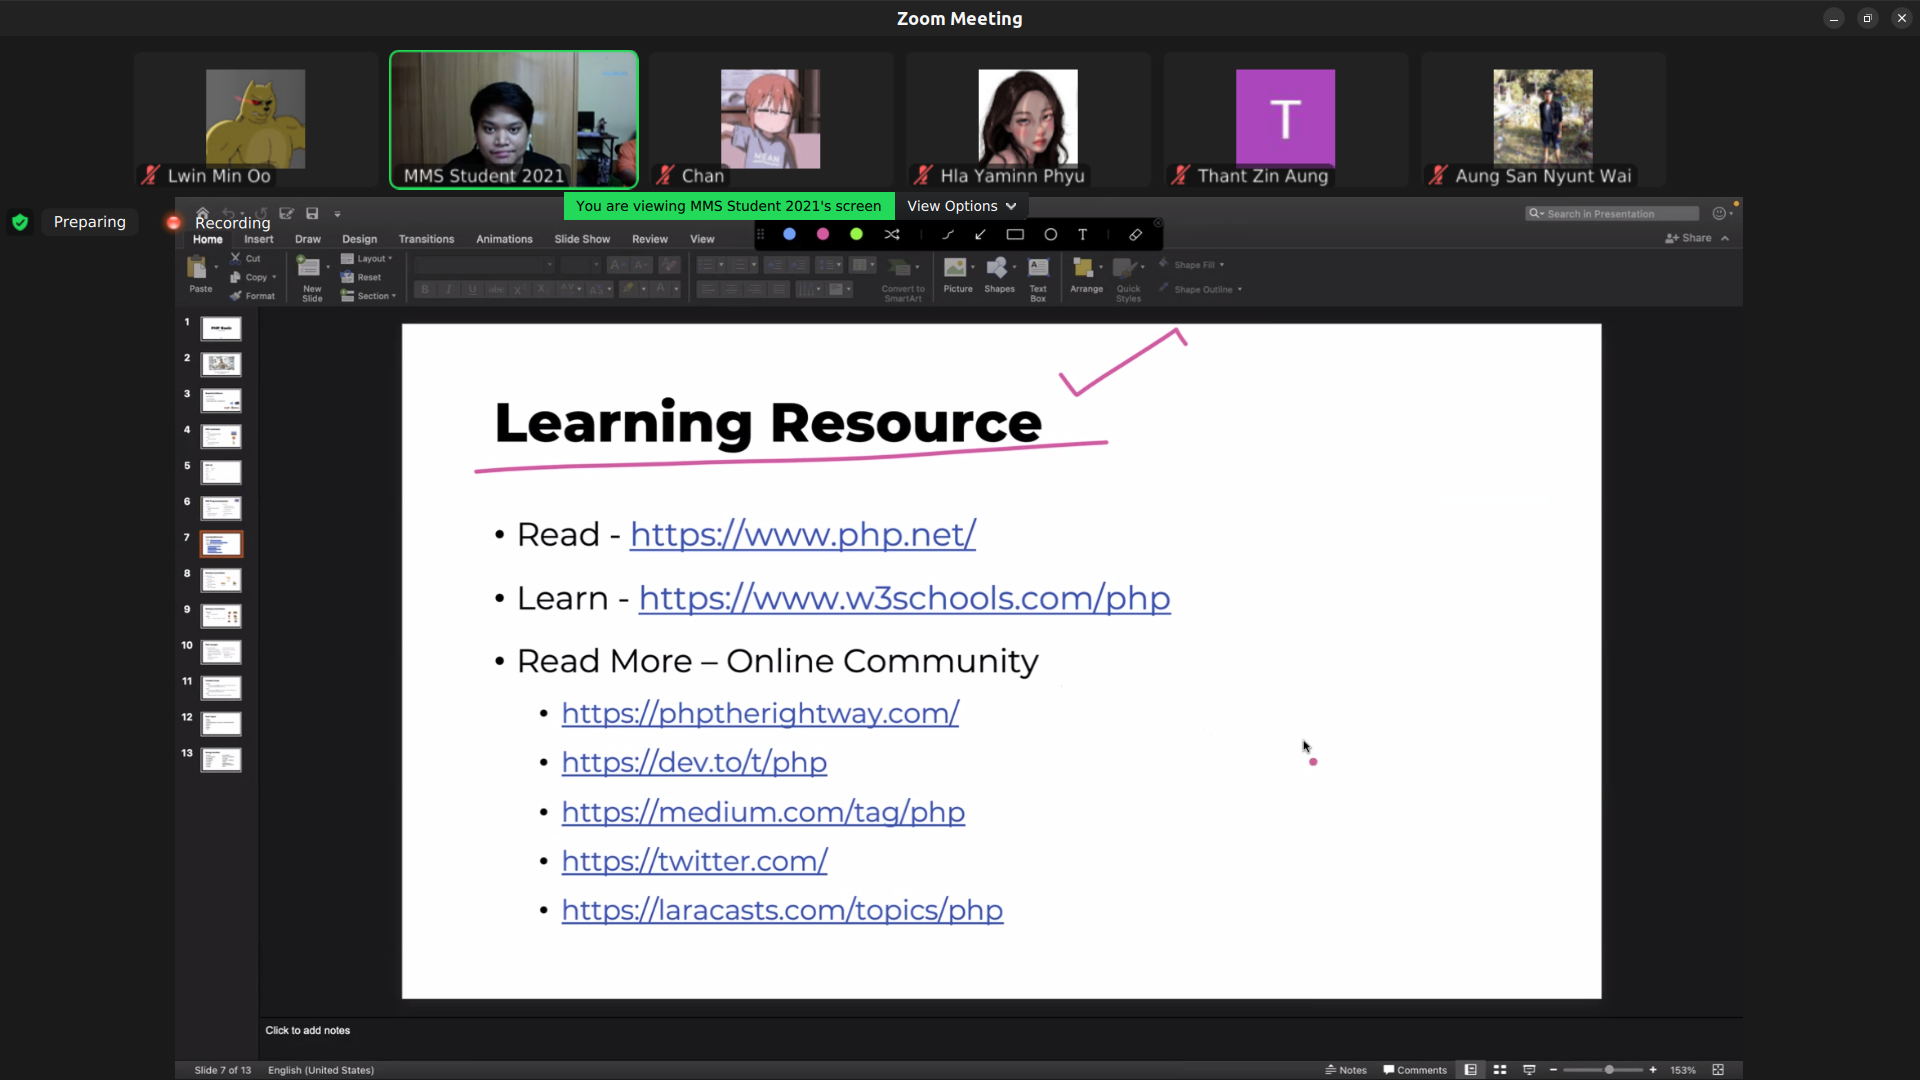 Zoom Meeting
Lwin Min Oo
MMS Student 2021
Chan
MEAN
Hla Yaminn Phyu
T
Thant Zin Aung
Aung San Nyunt Wai
You are viewing MMS Student 2021's screen
View Options
Preparing
Recording
Search in Presentation
Home
Insert
Draw
Design
Transitions
Animations
Slide Show
Review
View
T
Share
Paste
Cut
Copy
Format
New Slide
Layout
Reset
Section
Convert to SmartArt
Picture
Shapes
Text Box
Arrange
Quick Styles
Shape Fill
Shape Outline
1
2
3
4
5
6
7
8
9
10
11
12
13
Learning Resource
• Read - https://www.php.net/
• Learn - https://www.w3schools.com/php
• Read More – Online Community
• https://phptherightway.com/
• https://dev.to/t/php
• https://medium.com/tag/php
• https://twitter.com/
• https://laracasts.com/topics/php
Click to add notes
Slide 7 of 13
English (United States)
Notes
Comments
153%